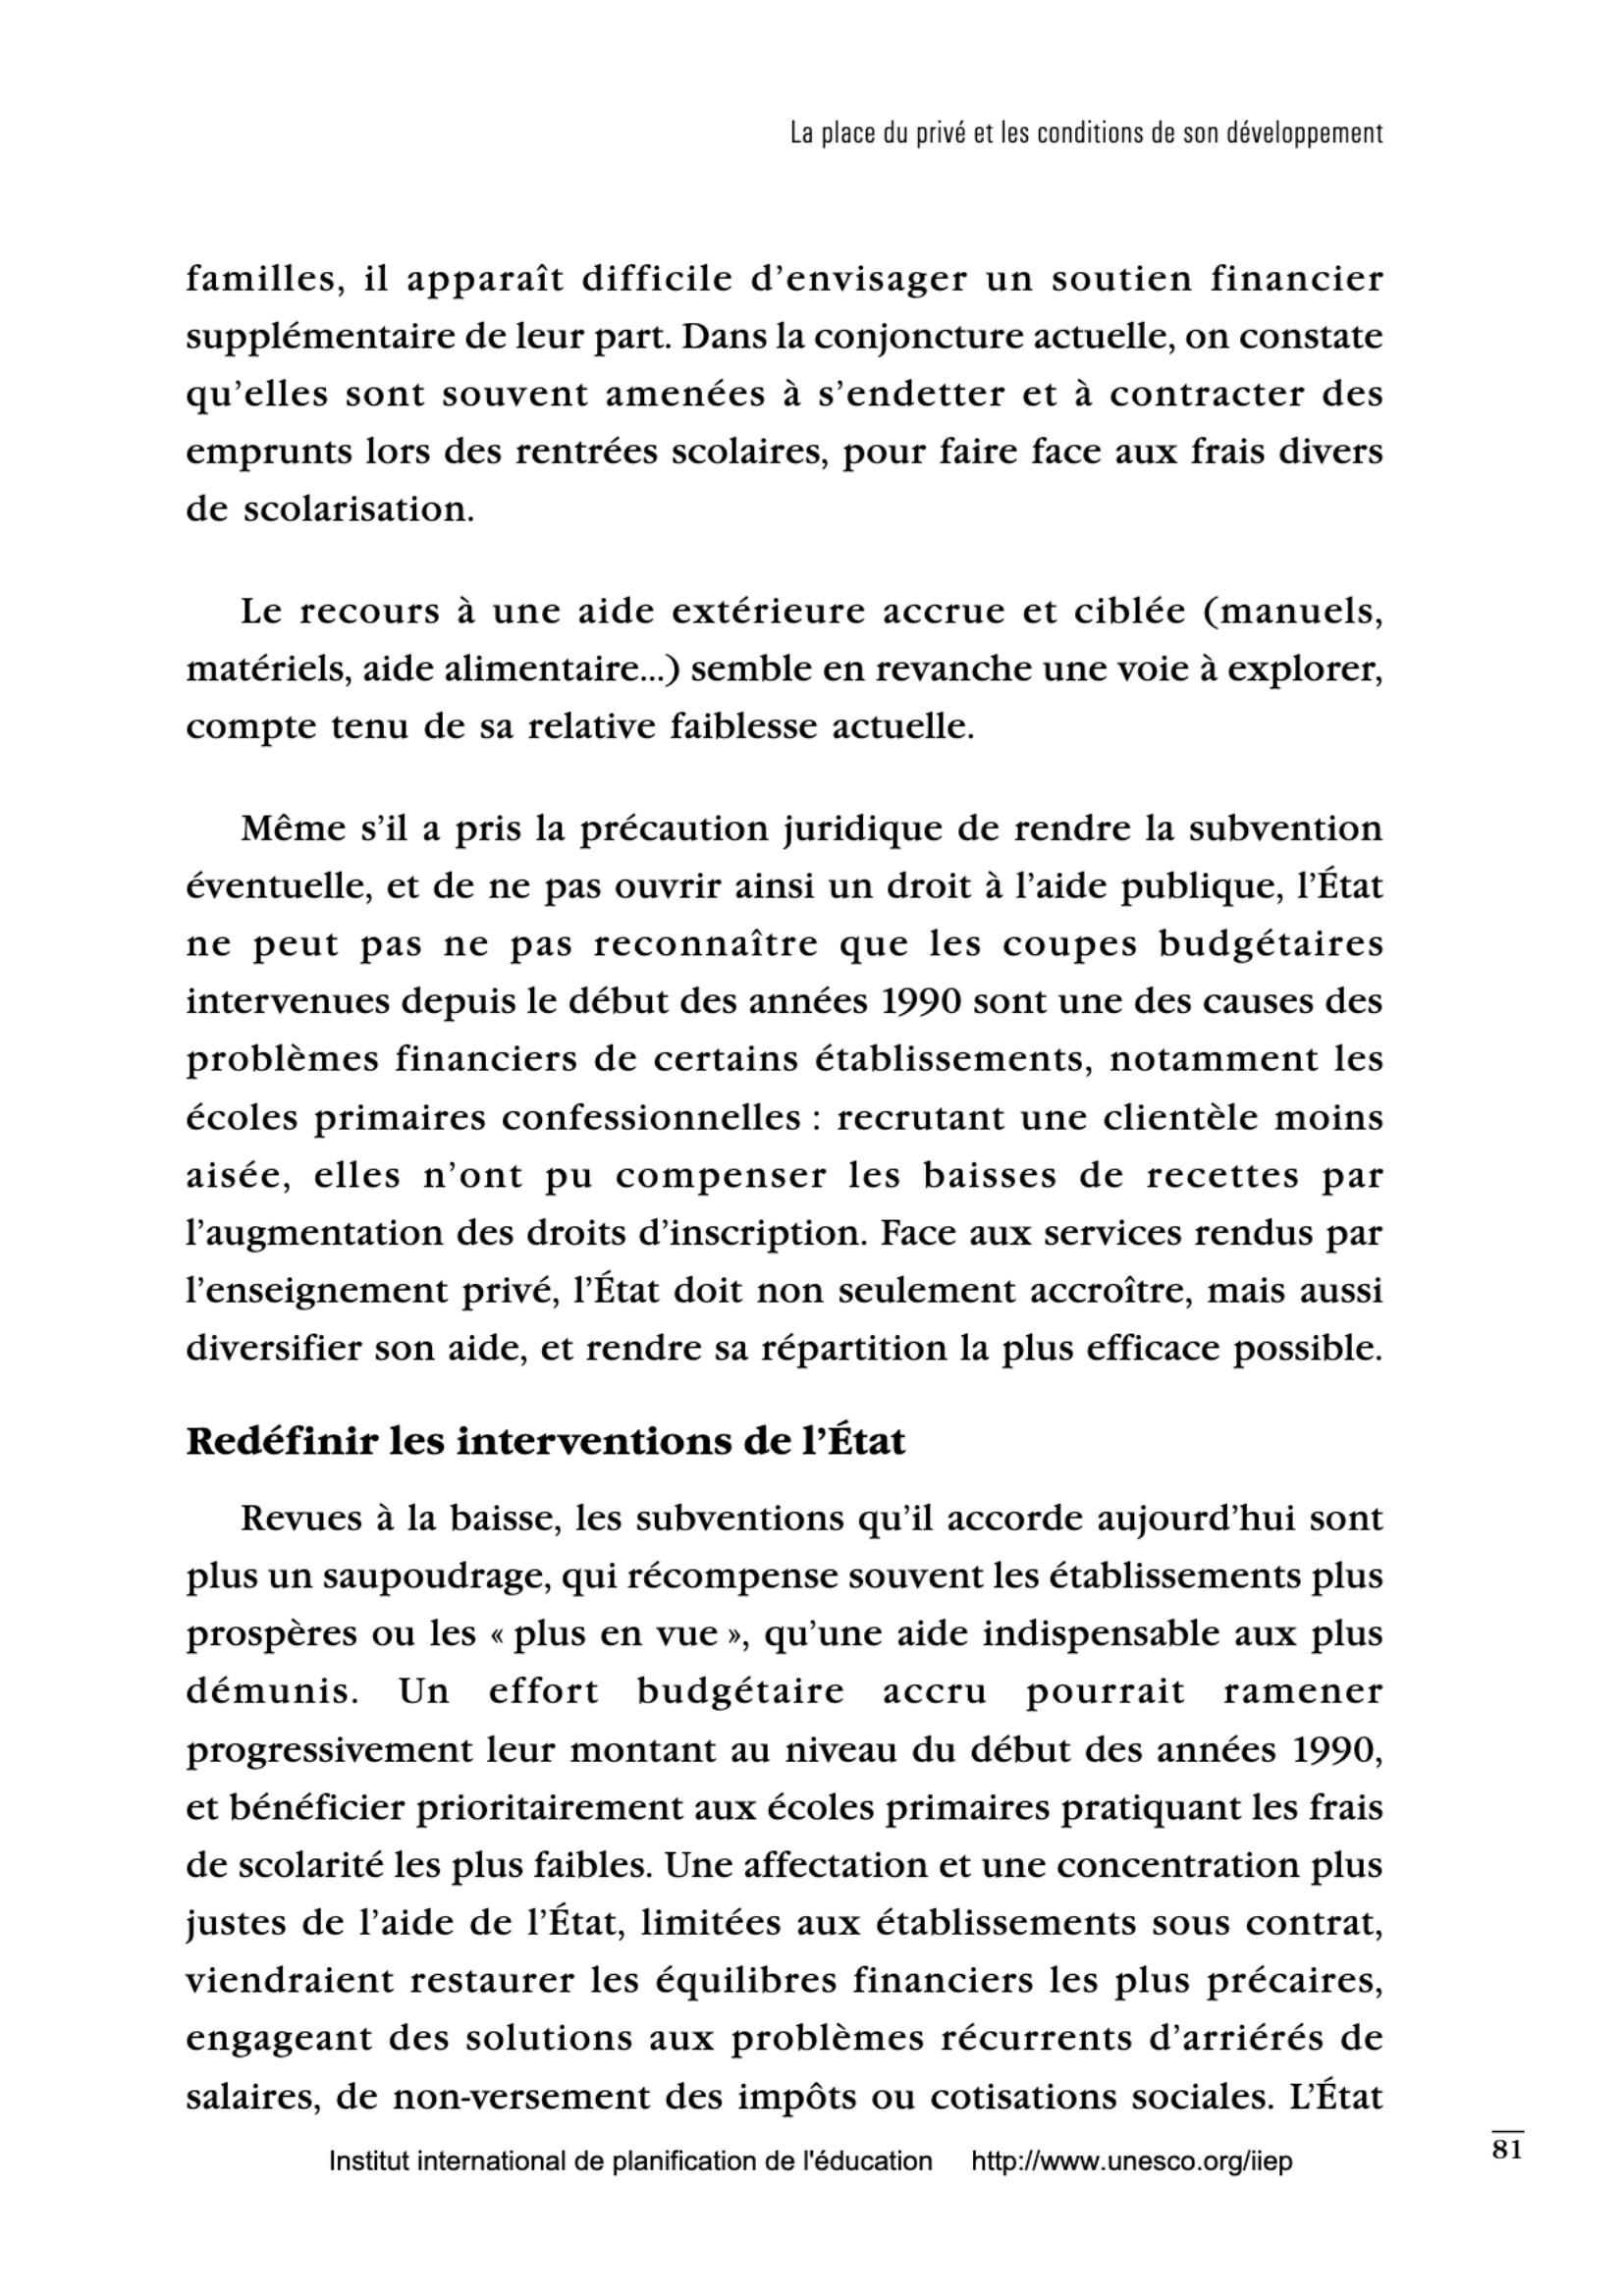 La place du privé et les conditions de son développement
familles, il apparaît difficile d'envisager un soutien financier
supplémentaire de leur part. Dans la conjoncture actuelle, on constate
qu'elles sont souvent amenées à s'endetter et à contracter des
emprunts lors des rentrées scolaires, pour faire face aux frais divers
de scolarisation.
Le recours à une aide extérieure accrue et ciblée (manuels,
matériels, aide alimentaire...) semble en revanche une voie à explorer,
compte tenu de sa relative faiblesse actuelle.
Même s'il a pris la précaution juridique de rendre la subvention
éventuelle, et de ne pas ouvrir ainsi un droit à l'aide publique, l'État
ne peut pas ne pas reconnaître que les coupes budgétaires
intervenues depuis le début des années 1990 sont une des causes des
problèmes financiers de certains établissements, notamment les
écoles primaires confessionnelles : recrutant une clientèle moins
aisée, elles n'ont pu compenser les baisses de recettes par
l'augmentation des droits d'inscription. Face aux services rendus par
l'enseignement privé, l'État doit non seulement accroître, mais aussi
diversifier son aide, et rendre sa répartition la plus efficace possible.
Redéfinir les interventions de l'État
Revues à la baisse, les subventions qu'il accorde aujourd'hui sont
plus un saupoudrage, qui récompense souvent les établissements plus
prospères ou les « plus en vue », qu'une aide indispensable aux plus
démunis. Un effort budgétaire accru pourrait ramener
progressivement leur montant au niveau du début des années 1990,
et bénéficier prioritairement aux écoles primaires pratiquant les frais
de scolarité les plus faibles. Une affectation et une concentration plus
justes de l'aide de l'État, limitées aux établissements sous contrat,
viendraient restaurer les équilibres financiers les plus précaires,
engageant des solutions aux problèmes récurrents d'arriérés de
salaires, de non-versement des impôts ou cotisations sociales. L'État
81
Institut international de planification de l'éducation http://www.unesco.org/iiep